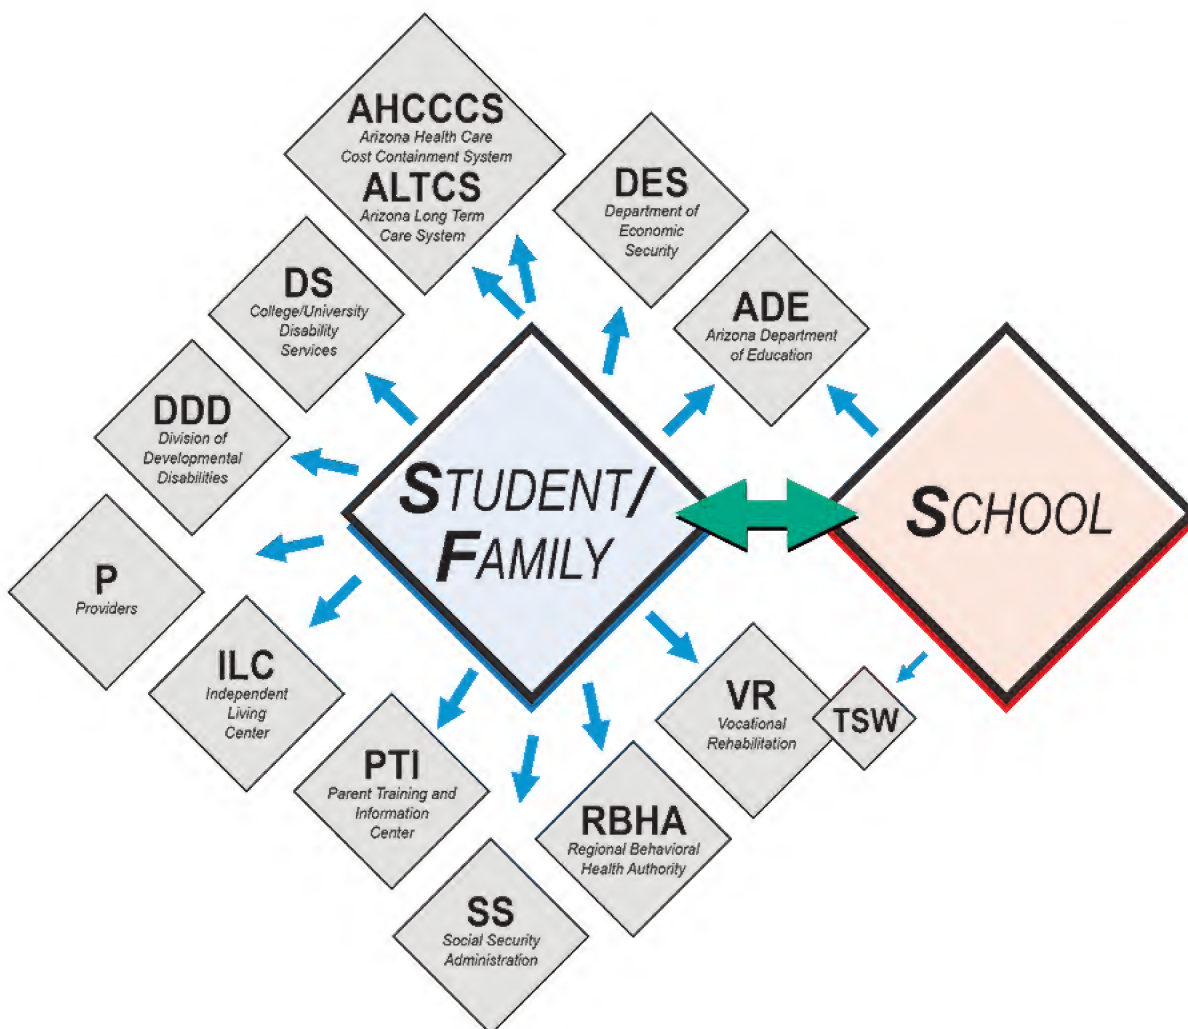 AHCCCS
Arizona Health Care
Cost Containment System
ALTCS
Arizona Long Term
Care System
DES
Department of
Economic
Security
DS
College/University
Disability
Services
ADE
Arizona Department
of Education
DDD
Division of
Developmental
Disabilities
STUDENT/
FAMILY
SCHOOL
P
Providers
ILC
Independent
Living
Center
VR
Vocational
Rehabilitation
TSW
PTI
Parent Training and
Information
Center
RBHA
Regional Behavioral
Health Authority
SS
Social Security
Administration